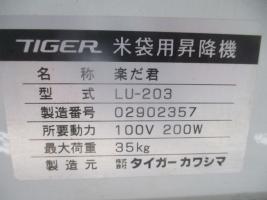 TIGER 米袋用昇降機
名称 楽だ君
型式 LU-203
製造番号 02902357
所要動力 100V 200W
最大荷重 35kg
製造元 株式会社 タイガーカワシマ